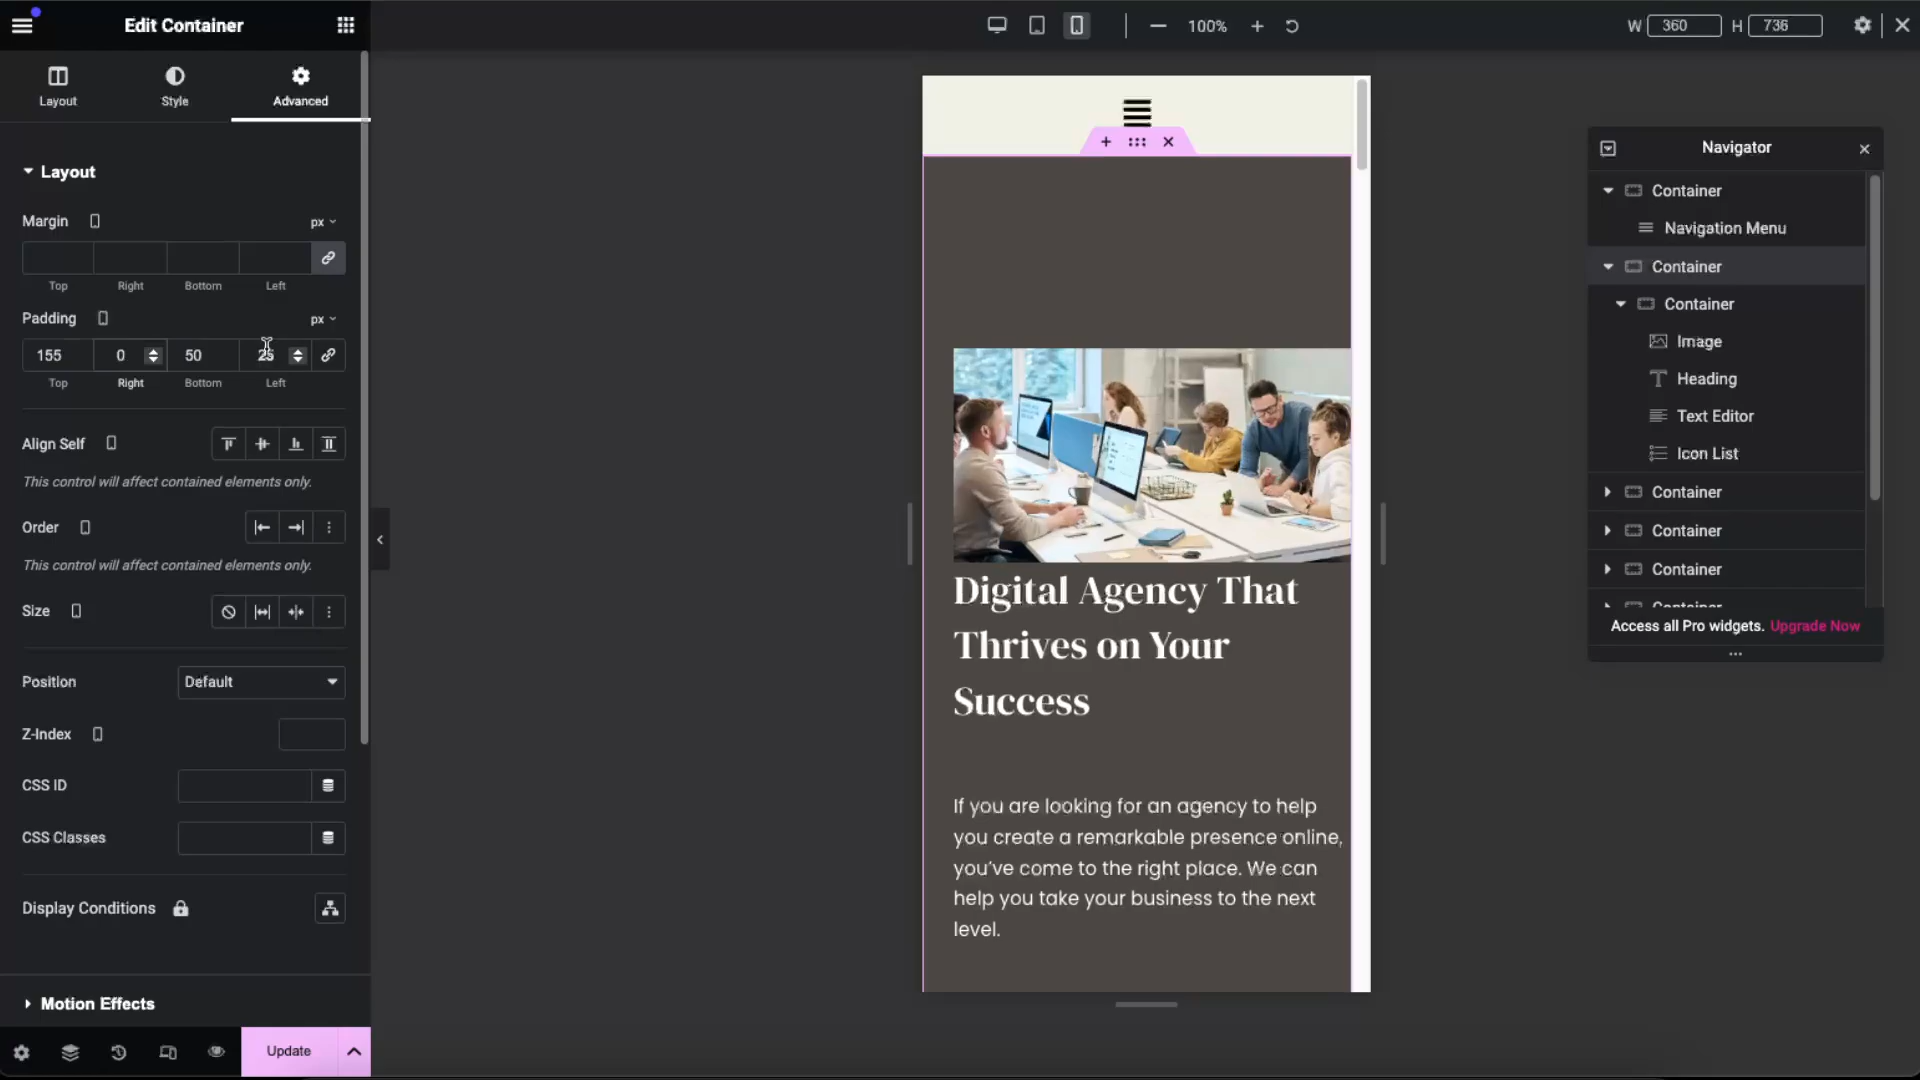 Edit Container
100%
W 360 H 736
Layout
Style
Advanced
Layout
Margin
px
Top Right Bottom Left
Padding
px
155 0 50 25
Top Right Bottom Left
Align Self
This control will affect contained elements only.
Order
This control will affect contained elements only.
Size
Position
Default
Z-Index
CSS ID
CSS Classes
Display Conditions
Motion Effects
Update
Digital Agency That
Thrives on Your
Success
If you are looking for an agency to help
you create a remarkable presence online,
you've come to the right place. We can
help you take your business to the next
level.
Navigator
Container
Navigation Menu
Container
Container
Image
Heading
Text Editor
Icon List
Container
Container
Container
Container
Access all Pro widgets. Upgrade Now